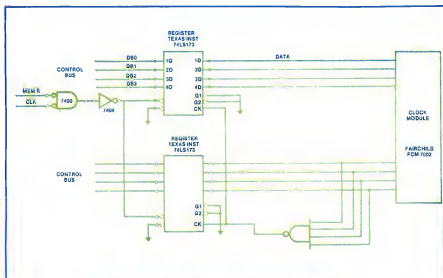 REGISTER
TEXAS INST
74LS173
CONTROL
BUS
DB0
DB1
DB2
DB3
1Q
2Q
3Q
4Q
1D
2D
3D
4D
DATA
G1
G2
CK
MEM R
CLK
7400
7404
CLOCK
MODULE
FAIRCHILD
FCM 7002
REGISTER
TEXAS INST
74LS173
CONTROL
BUS
G1
G2
CK